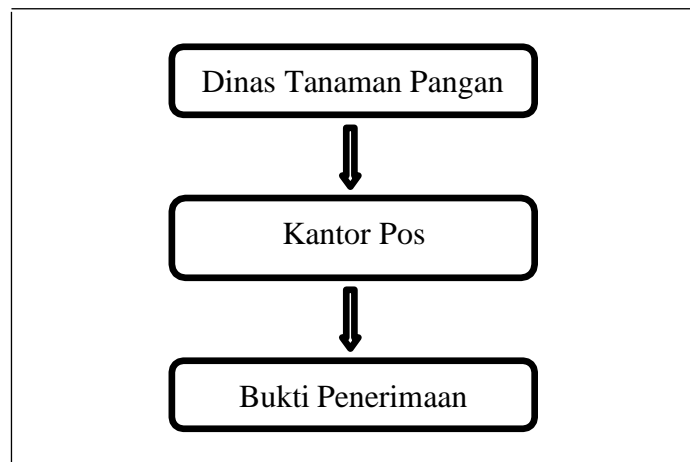 Dinas Tanaman Pangan
Kantor Pos
Bukti Penerimaan